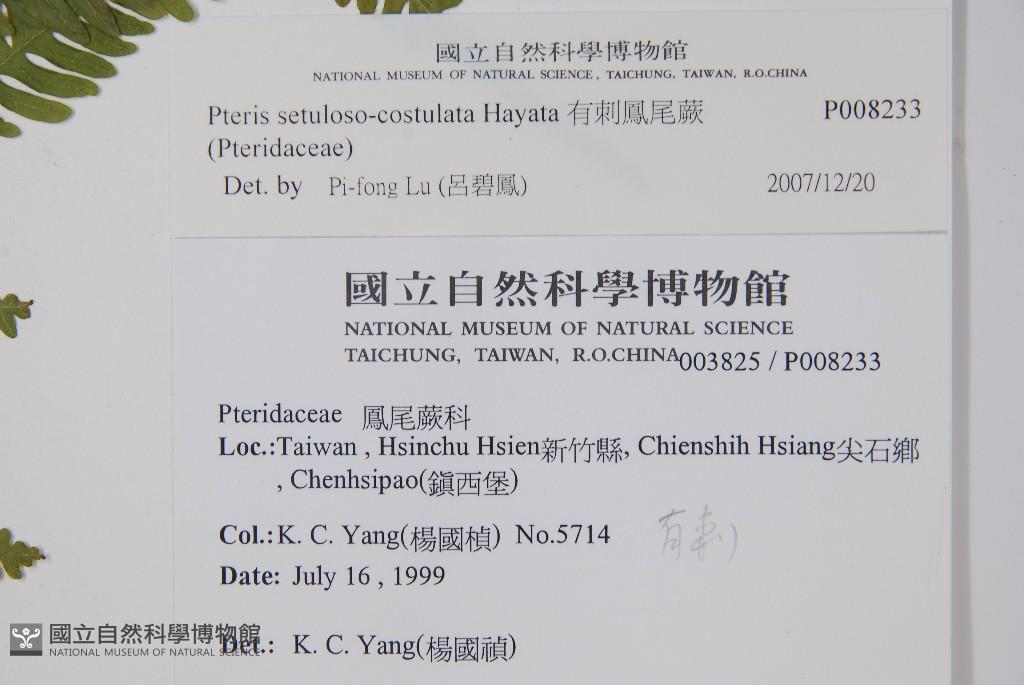 國立自然科學博物館
NATIONAL MUSEUM OF NATURAL SCIENCE, TAICHUNG, TAIWAN, R.O.CHINA
Pteris setuloso-costulata Hayata 有刺鳳尾蕨 P008233
(Pteridaceae)
Det. by Pi-fong Lu (呂碧鳳) 2007/12/20
國立自然科學博物館
NATIONAL MUSEUM OF NATURAL SCIENCE
TAICHUNG, TAIWAN, R.O.CHINA 003825 / P008233
Pteridaceae 鳳尾蕨科
Loc.:Taiwan , Hsinchu Hsien新竹縣, Chienshih Hsiang尖石鄉
, Chenhsipao(鎮西堡)
Col.:K. C. Yang(楊國楨) No.5714
有刺
Date: July 16 , 1999
Det.: K. C. Yang(楊國禎)
國立自然科學博物館
NATIONAL MUSEUM OF NATURAL SCIENCE